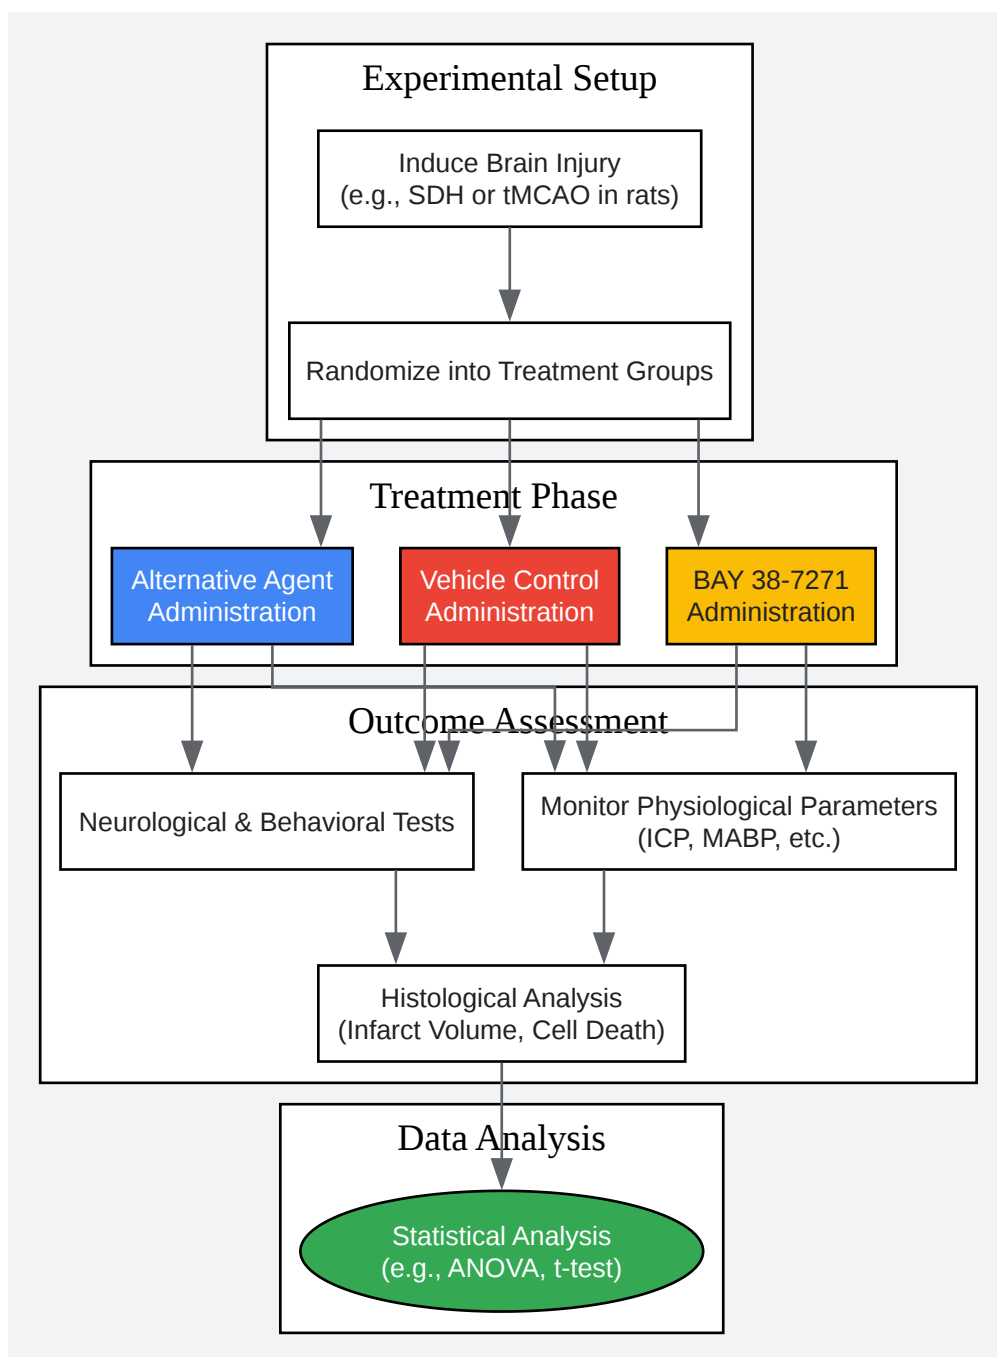 Experimental Setup
Induce Brain Injury
(e.g., SDH or tMCAO in rats)
Randomize into Treatment Groups
Treatment Phase
Alternative Agent
Administration
Vehicle Control
Administration
BAY 38-7271
Administration
Outcome Assessment
Neurological & Behavioral Tests
Monitor Physiological Parameters
(ICP, MABP, etc.)
Histological Analysis
(Infarct Volume, Cell Death)
Data Analysis
Statistical Analysis
(e.g., ANOVA, t-test)